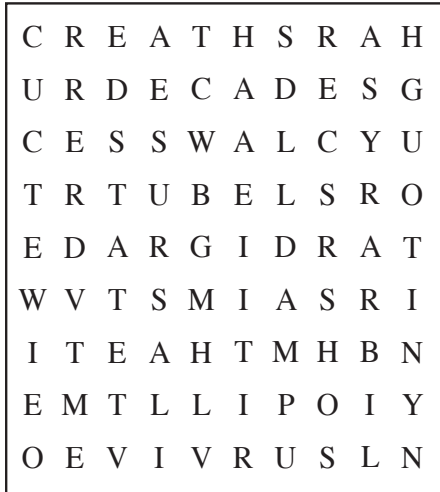 C R E A T H S R A H
U R D E C A D E S G
C E S S W A L C Y U
T R T U B E L S R O
E D A R G I D R A T
W V T S M I A S R I
I T E A H T M H B N
E M T L L I P O I Y
O E V I V R U S L N